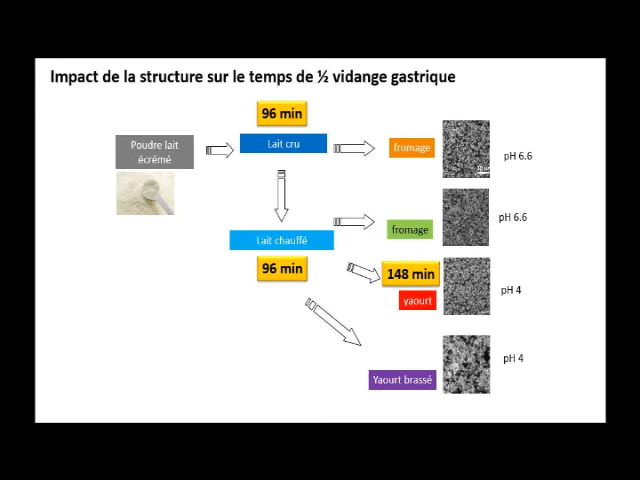 Impact de la structure sur le temps de ½ vidange gastrique
96 min
Poudre lait
écrémé
Lait cru
fromage
pH 6.6
Lait chauffé
96 min
fromage
pH 6.6
148 min
yaourt
pH 4
Yaourt brassé
pH 4